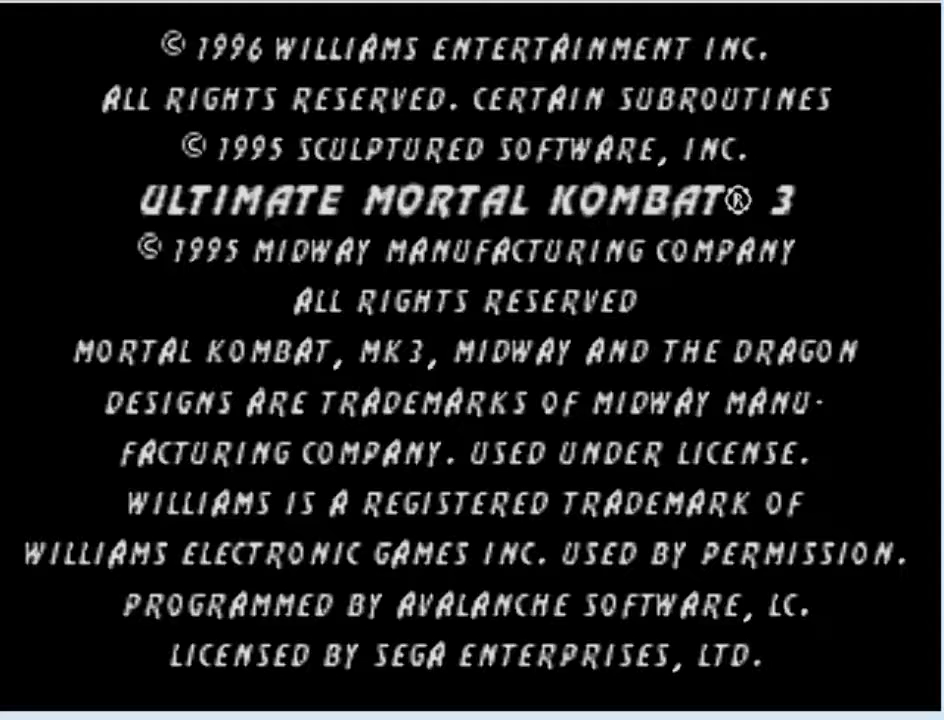 © 1996 WILLIAMS ENTERTAINMENT INC.
ALL RIGHTS RESERVED. CERTAIN SUBROUTINES
© 1995 SCULPTURED SOFTWARE, INC.
ULTIMATE MORTAL KOMBAT® 3
© 1995 MIDWAY MANUFACTURING COMPANY
ALL RIGHTS RESERVED
MORTAL KOMBAT, MK3, MIDWAY AND THE DRAGON
DESIGNS ARE TRADEMARKS OF MIDWAY MANU-
FACTURING COMPANY. USED UNDER LICENSE.
WILLIAMS IS A REGISTERED TRADEMARK OF
WILLIAMS ELECTRONIC GAMES INC. USED BY PERMISSION.
PROGRAMMED BY AVALANCHE SOFTWARE, LC.
LICENSED BY SEGA ENTERPRISES, LTD.